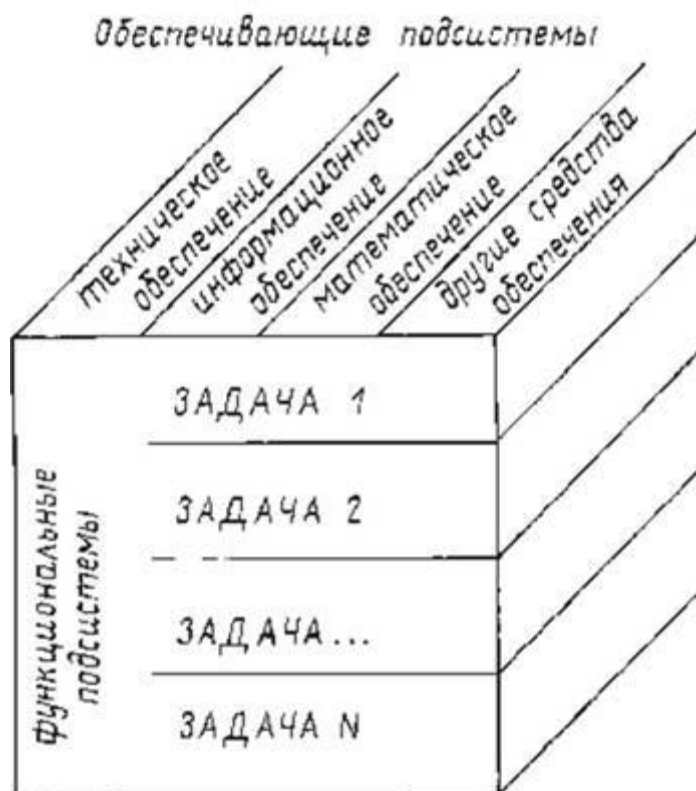 Обеспечивающие подсистемы
техническое
обеспечение
информационное
обеспечение
математическое
обеспечение
другие средства
обеспечения
ЗАДАЧА 1
ЗАДАЧА 2
ЗАДАЧА...
ЗАДАЧА N
функциональные
подсистемы